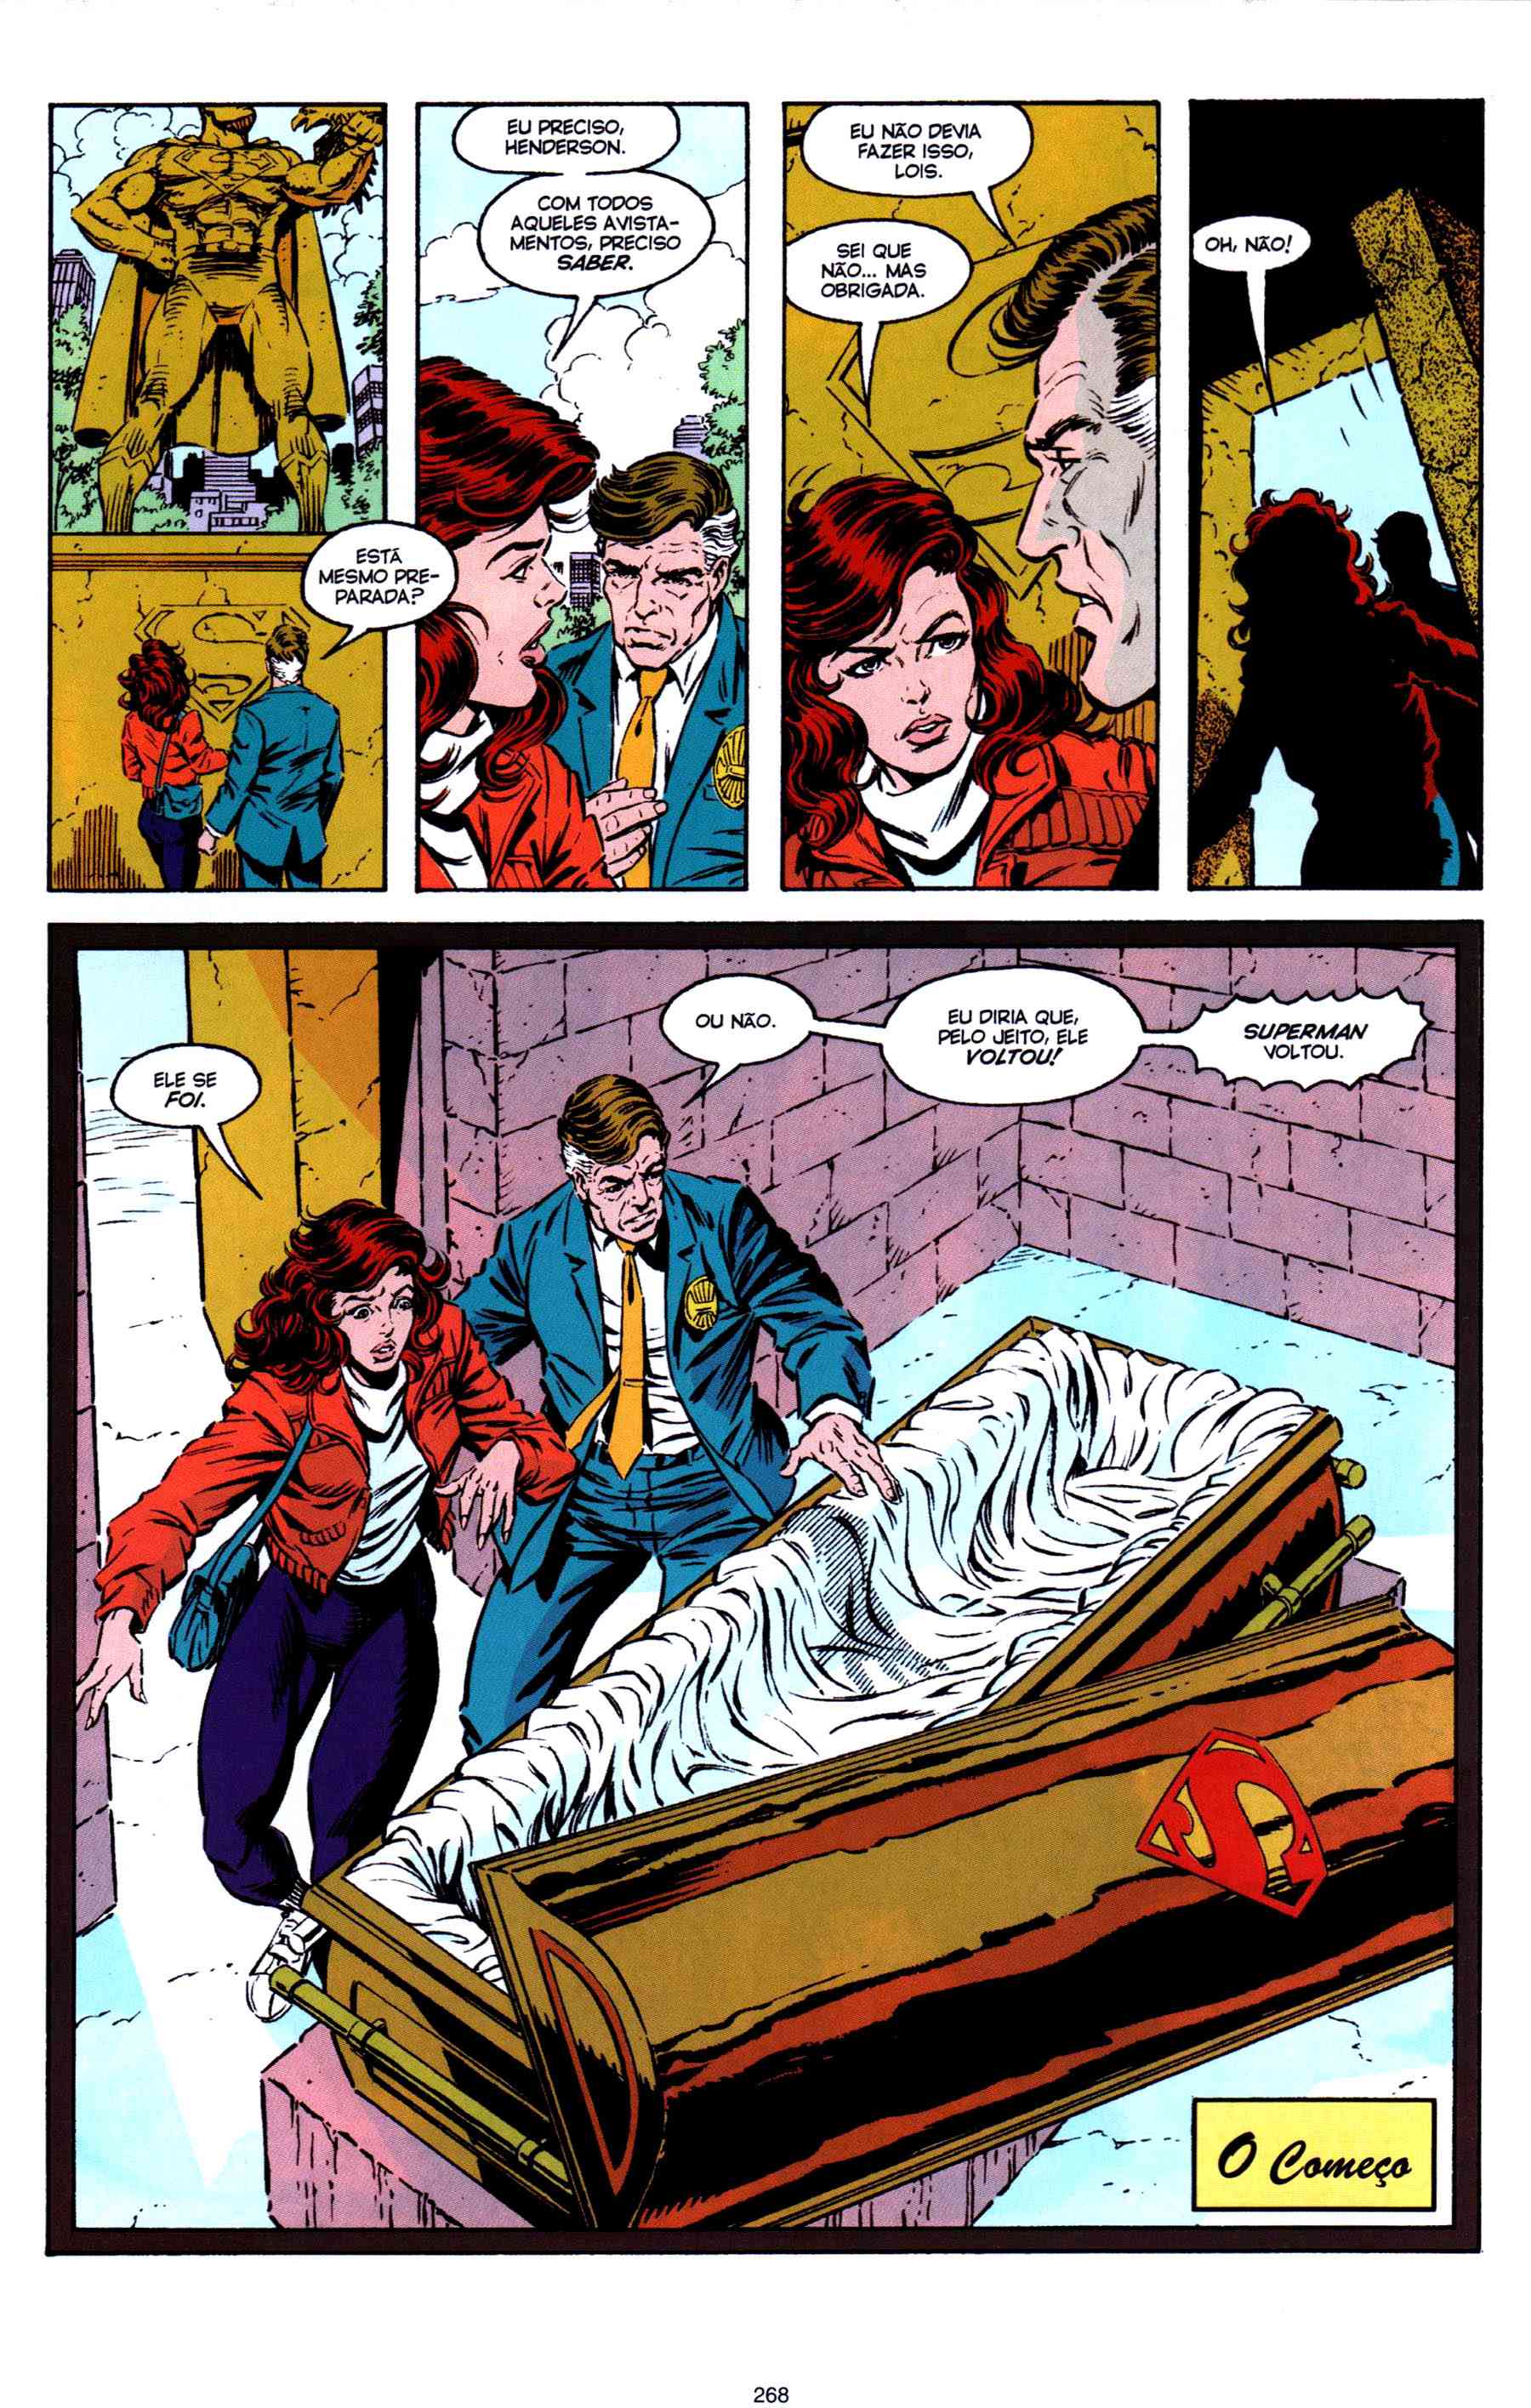 ESTÁ
MESMO PRE-
PARADA?
EU PRECISO,
HENDERSON.
COM TODOS
AQUELES AVISTA-
MENTOS, PRECISO
SABER.
EU NÃO DEVIA
FAZER ISSO,
LOIS.
SEI QUE
NÃO... MAS
OBRIGADA.
OH, NÃO!
ELE SE
FOI.
OU NÃO.
EU DIRIA QUE,
PELO JEITO, ELE
VOLTOU!
SUPERMAN
VOLTOU.
S
O Começo
268